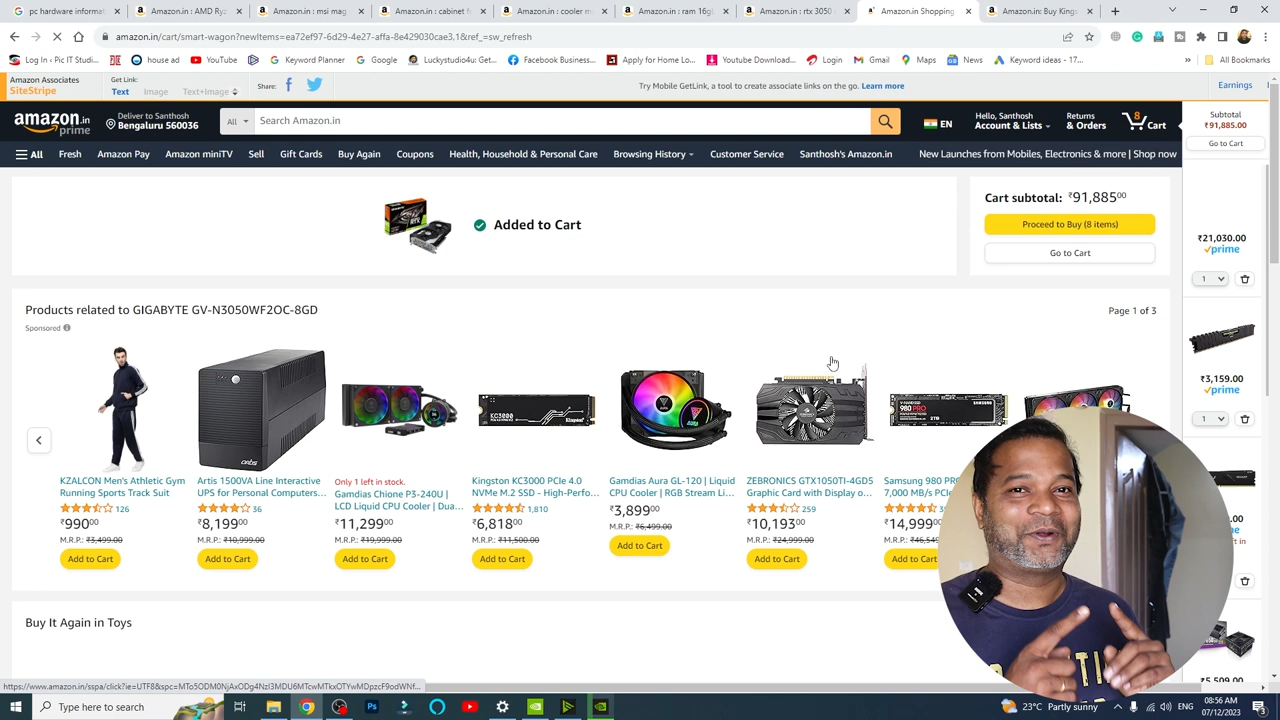 pc hardware informati
amazon.in : AMD Ryz
amazon.in : msi mag
amazon.in : cabinet fo
amazon.in : cooler m
amazon.in : ram 16gb
amazon.in : rtx 3050
Amazon Shopping
Amazon.in: Buy Kings
amazon.in/cart/smart-wagon?newItems=ea72ef97-6d29-4e27-affa-8e429030cae3,1&ref_=sw_refresh
Log In ‹ Pic IT Studi...
house ad
YouTube
Keyword Planner
Google
Luckystudio4u: Get...
Facebook Business...
Apply for Home Lo...
Youtube Download...
Login
Gmail
Maps
News
Keyword ideas - 17...
»
All Bookmarks
Amazon Associates
SiteStripe
Get Link:
Text Image Text+Image
Share:
Try Mobile GetLink, a tool to create associate links on the go. Learn more
Earnings
amazon.in
prime
Deliver to Santhosh
Bengaluru 560036
All
Search Amazon.in
EN
Hello, Santhosh
Account & Lists
Returns
& Orders
8
Cart
Subtotal
₹91,885.00
Go to Cart
All Fresh Amazon Pay Amazon miniTV Sell Gift Cards Buy Again Coupons Health, Household & Personal Care Browsing History Customer Service Santhosh's Amazon.in New Launches from Mobiles, Electronics & more | Shop now
Added to Cart
Cart subtotal: ₹91,885.00
Proceed to Buy (8 items)
Go to Cart
₹21,030.00
prime
1
Products related to GIGABYTE GV-N3050WF2OC-8GD
Page 1 of 3
Sponsored
₹3,159.00
prime
1
KC3000 Kingston
980 PRO
SAMSUNG
artis
KZALCON Men's Athletic Gym
Running Sports Track Suit
126
₹990.00
M.R.P.: ₹3,499.00
Add to Cart
Artis 1500VA Line Interactive
UPS for Personal Computers...
36
₹8,199.00
M.R.P.: ₹10,999.00
Add to Cart
Only 1 left in stock.
Gamdias Chione P3-240U |
LCD Liquid CPU Cooler | Dua...
₹11,299.00
M.R.P.: ₹19,999.00
Add to Cart
Kingston KC3000 PCIe 4.0
NVMe M.2 SSD - High-Perfo...
1,810
₹6,818.00
M.R.P.: ₹11,500.00
Add to Cart
Gamdias Aura GL-120 | Liquid
CPU Cooler | RGB Stream Li...
₹3,899.00
M.R.P.: ₹6,499.00
Add to Cart
ZEBRONICS GTX1050TI-4GD5
Graphic Card with Display o...
259
₹10,193.00
M.R.P.: ₹24,999.00
Add to Cart
Samsung 980 PRO
7,000 MB/s PCIe
₹14,999
M.R.P.:
Add to Cart
Buy It Again in Toys
₹5,509.00
https://www.amazon.in/sspa/click?ie=UTF8&spc=MTo5ODM0NjAxODg4NzI3MDU6MTcwMTkxOTYwMDpzcF9odWNf...
Type here to search
23°C Partly sunny
ENG
08:56 AM
07/12/2023